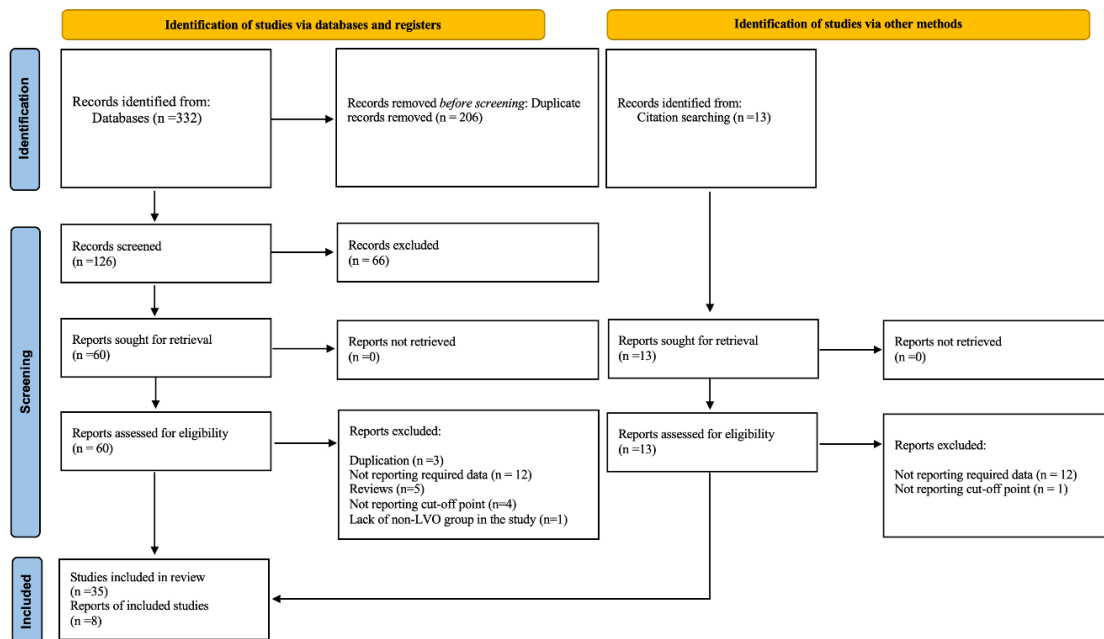 Identification of studies via databases and registers
Identification of studies via other methods
Identification
Records identified from:
Databases (n =332)
Records removed before screening: Duplicate
records removed (n = 206)
Records identified from:
Citation searching (n =13)
Screening
Records screened
(n =126)
Records excluded
(n = 66)
Reports sought for retrieval
(n =60)
Reports not retrieved
(n =0)
Reports sought for retrieval
(n =13)
Reports not retrieved
(n =0)
Reports assessed for eligibility
(n = 60)
Reports excluded:
Duplication (n =3)
Not reporting required data (n = 12)
Reviews (n=5)
Not reporting cut-off point (n=4)
Lack of non-LVO group in the study (n=1)
Reports assessed for eligibility
(n =13)
Reports excluded:
Not reporting required data (n = 12)
Not reporting cut-off point (n = 1)
Included
Studies included in review
(n =35)
Reports of included studies
(n =8)